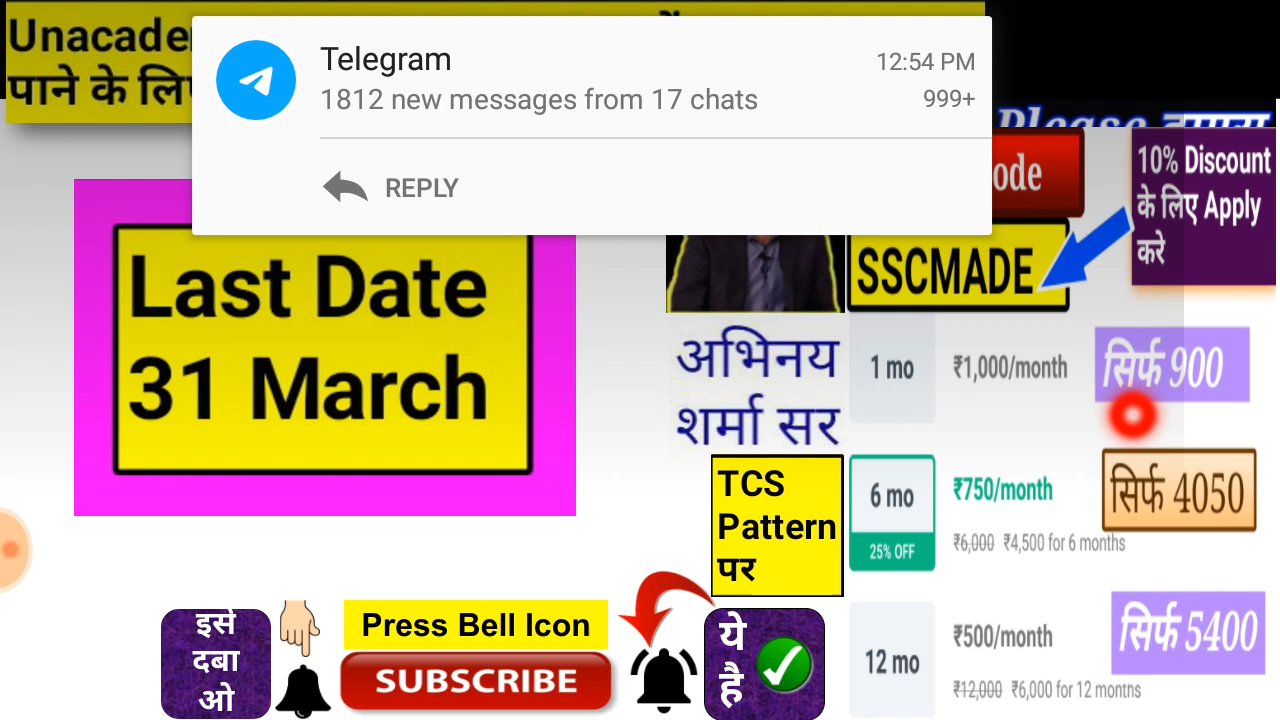 Unacade
पाने के लिए
Telegram
12:54 PM
1812 new messages from 17 chats
999+
REPLY
Please
ode
10% Discount
के लिए Apply
करे
SSCMADE
Last Date
31 March
अभिनय
शर्मा सर
1 mo
₹1,000/month
सिर्फ 900
TCS
Pattern
पर
6 mo
25% OFF
₹750/month
₹6,000 ₹4,500 for 6 months
सिर्फ 4050
12 mo
₹500/month
₹12,000 ₹6,000 for 12 months
सिर्फ 5400
इसे
दबा
ओ
Press Bell Icon
SUBSCRIBE
ये
है